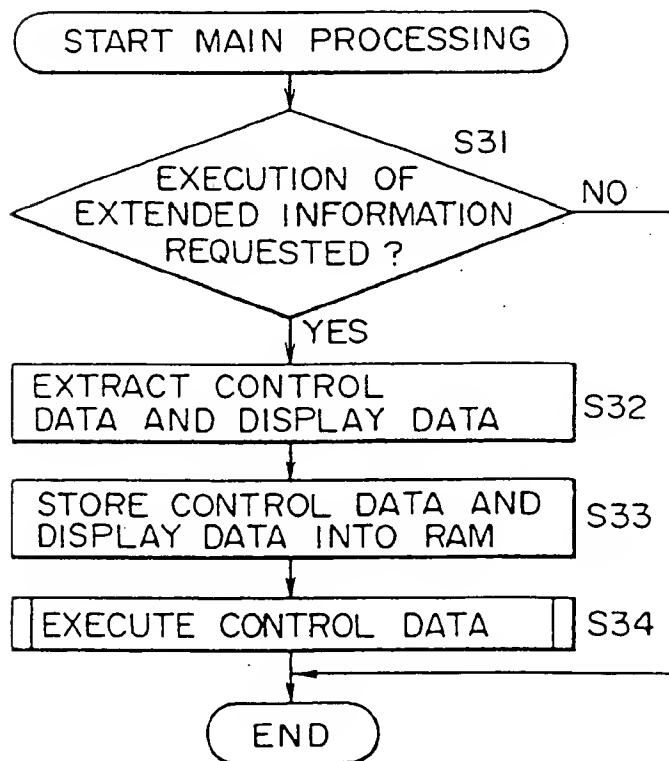 START MAIN PROCESSING
S31
EXECUTION OF
EXTENDED INFORMATION
REQUESTED ?
NO
YES
EXTRACT CONTROL
DATA AND DISPLAY DATA
S32
STORE CONTROL DATA AND
DISPLAY DATA INTO RAM
S33
EXECUTE CONTROL DATA
S34
END